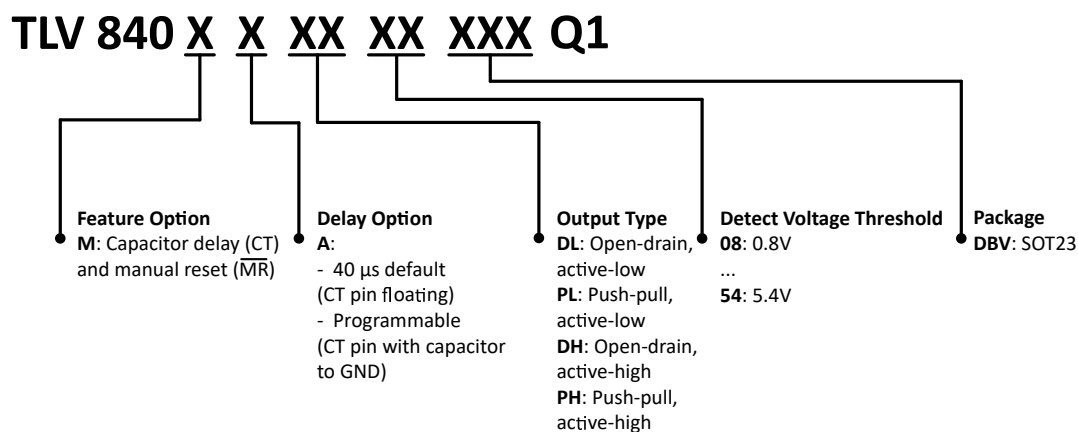 TLV 840 X X XX XX XXX Q1
Feature Option
M: Capacitor delay (CT)
and manual reset (M̅R̅)
Delay Option
A:
- 40 µs default
(CT pin floating)
- Programmable
(CT pin with capacitor
to GND)
Output Type
DL: Open-drain,
active-low
PL: Push-pull,
active-low
DH: Open-drain,
active-high
PH: Push-pull,
active-high
Detect Voltage Threshold
08: 0.8V
...
54: 5.4V
Package
DBV: SOT23